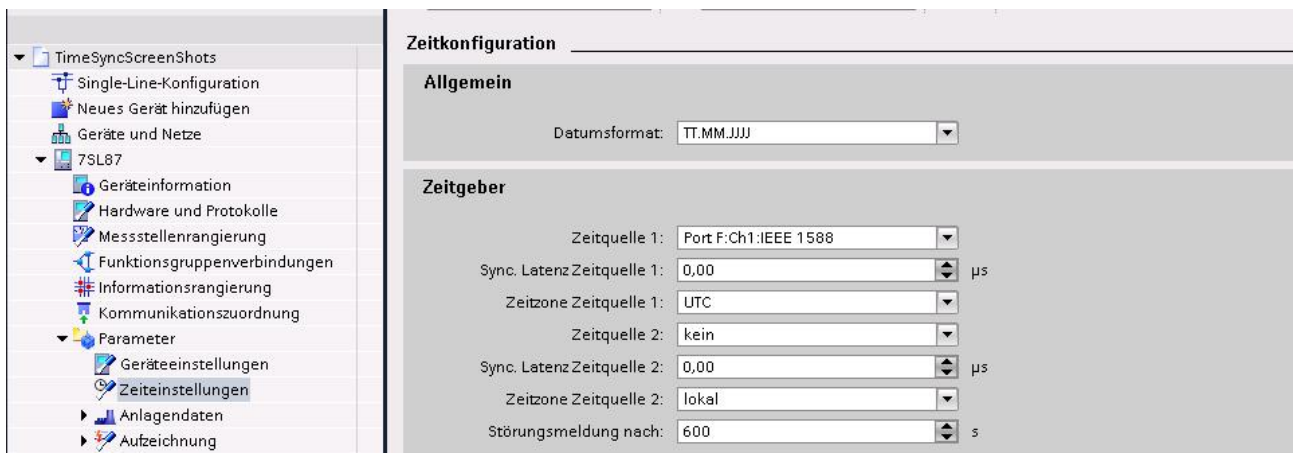 TimeSyncScreenShots
Single-Line-Konfiguration
Neues Gerät hinzufügen
Geräte und Netze
7SL87
Geräteinformation
Hardware und Protokolle
Messstellenrangierung
Funktionsgruppenverbindungen
Informationsrangierung
Kommunikationszuordnung
Parameter
Geräteeinstellungen
Zeiteinstellungen
Anlagendaten
Aufzeichnung
Zeitkonfiguration
Allgemein
Datumsformat: TT.MM.JJJJ
Zeitgeber
Zeitquelle 1: Port F:Ch1:IEEE 1588
Sync. Latenz Zeitquelle 1: 0,00 µs
Zeitzone Zeitquelle 1: UTC
Zeitquelle 2: kein
Sync. Latenz Zeitquelle 2: 0,00 µs
Zeitzone Zeitquelle 2: lokal
Störungsmeldung nach: 600 s